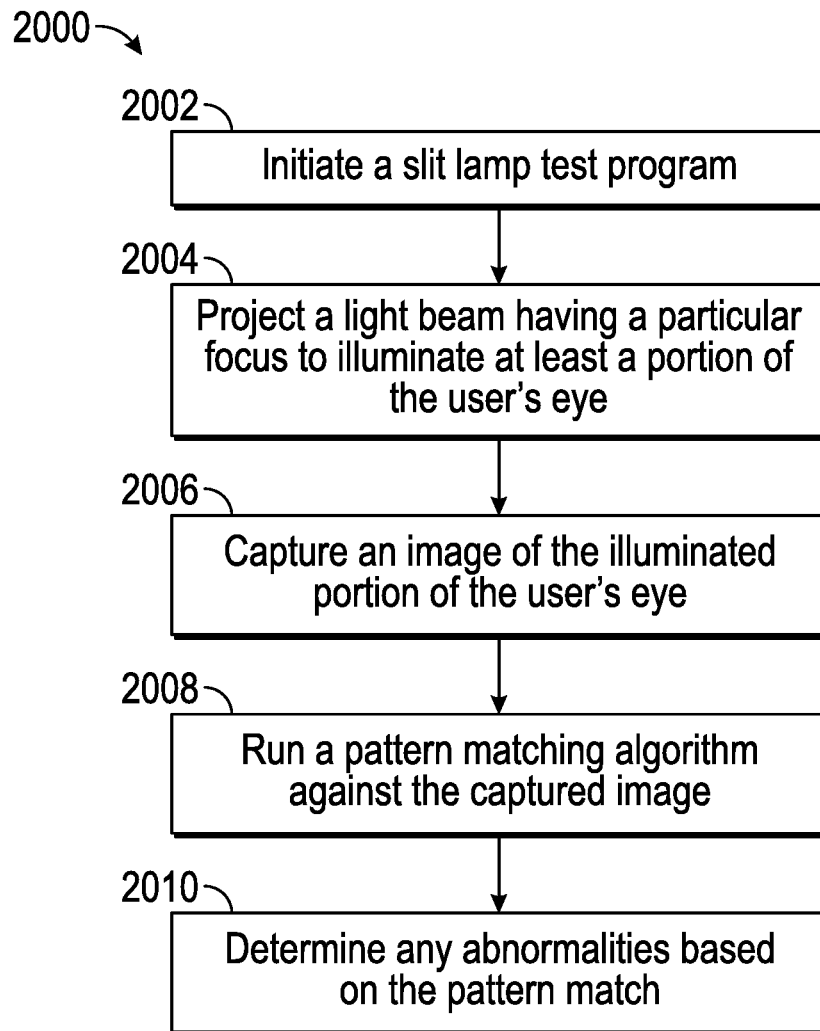 2000
2002
Initiate a slit lamp test program
2004
Project a light beam having a particular
focus to illuminate at least a portion of
the user's eye
2006
Capture an image of the illuminated
portion of the user's eye
2008
Run a pattern matching algorithm
against the captured image
2010
Determine any abnormalities based
on the pattern match